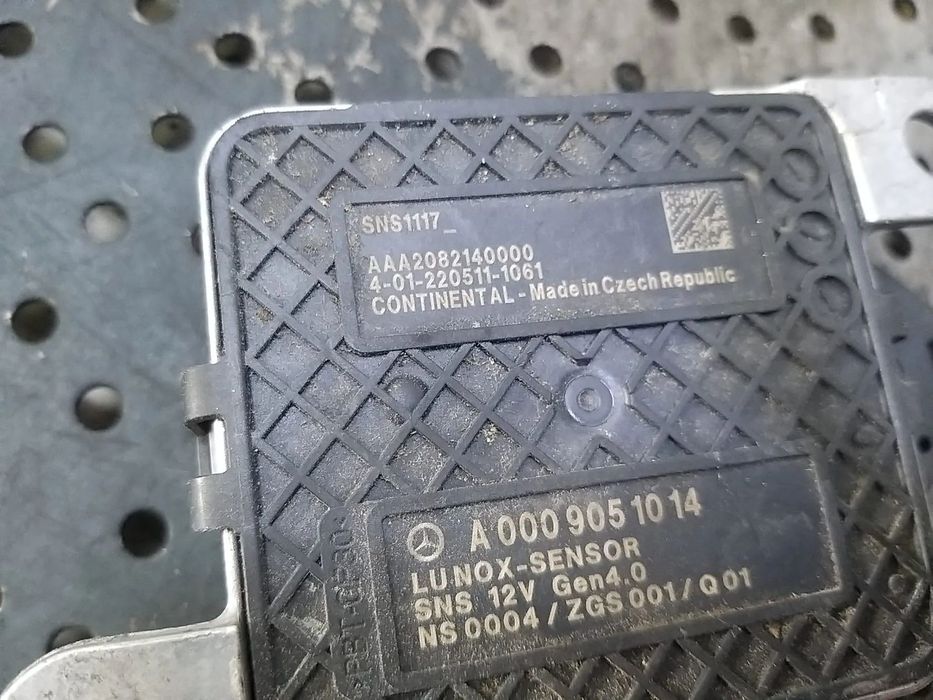 SNS1117_
AAA2082140000
4-01-220511-1061
CONTINENTAL - Made in Czech Republic
A 000 905 10 14
LU.NOX-SENSOR
SNS 12V Gen4.0
NS 0004 / ZGS 001 / Q 01